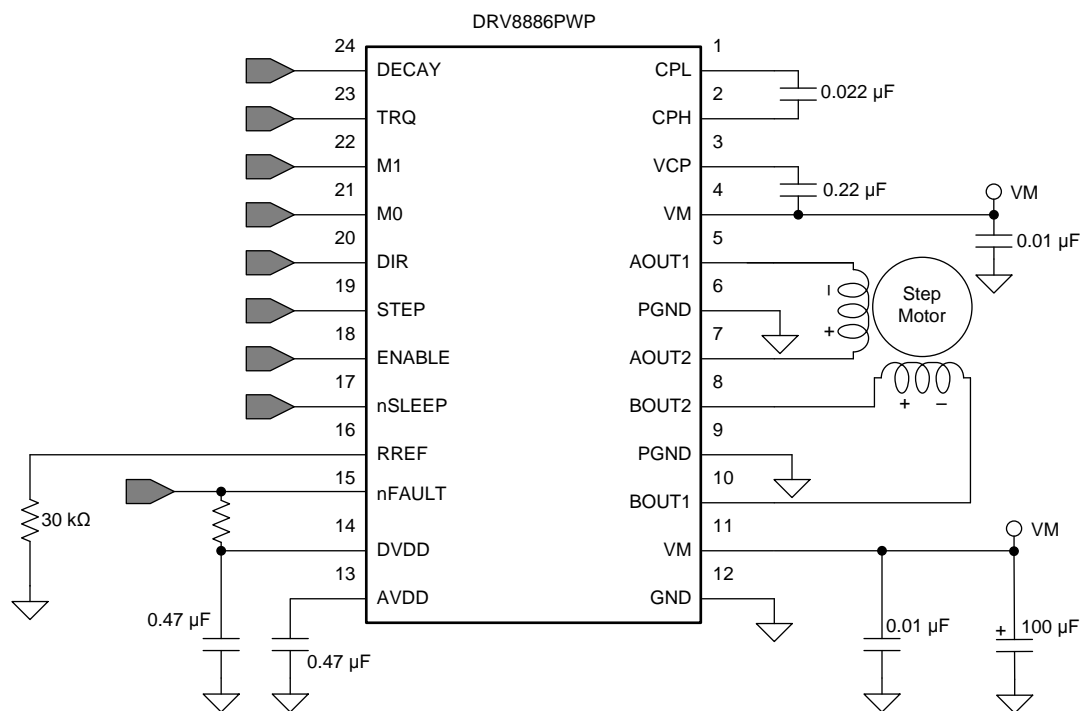 DRV8886PWP
24
DECAY
1
CPL
0.022 µF
23
TRQ
2
CPH
22
M1
3
VCP
0.22 µF
21
M0
4
VM
VM
0.01 µF
20
DIR
5
AOUT1
19
STEP
6
PGND
–
+
Step
Motor
18
ENABLE
7
AOUT2
17
nSLEEP
8
BOUT2
+ –
16
RREF
9
PGND
15
nFAULT
10
BOUT1
30 kΩ
14
DVDD
11
VM
VM
13
AVDD
12
GND
0.47 µF
0.47 µF
0.01 µF
+
100 µF